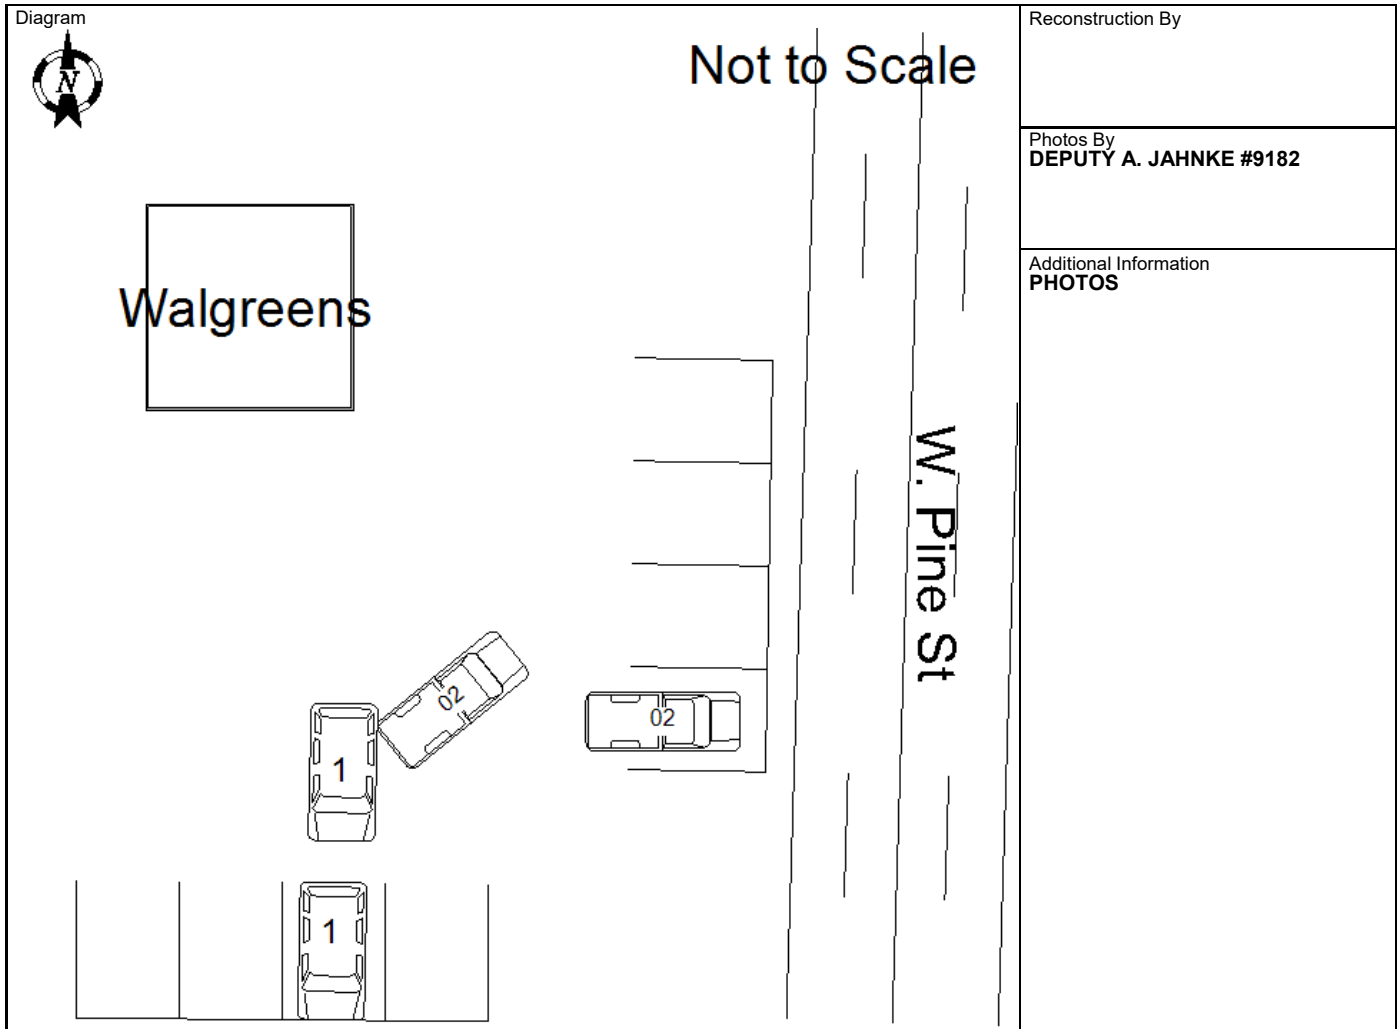 Diagram
N
Not to Scale
Walgreens
W. Pine St
02
02
1
1
Reconstruction By
Photos By
DEPUTY A. JAHNKE #9182
Additional Information
PHOTOS